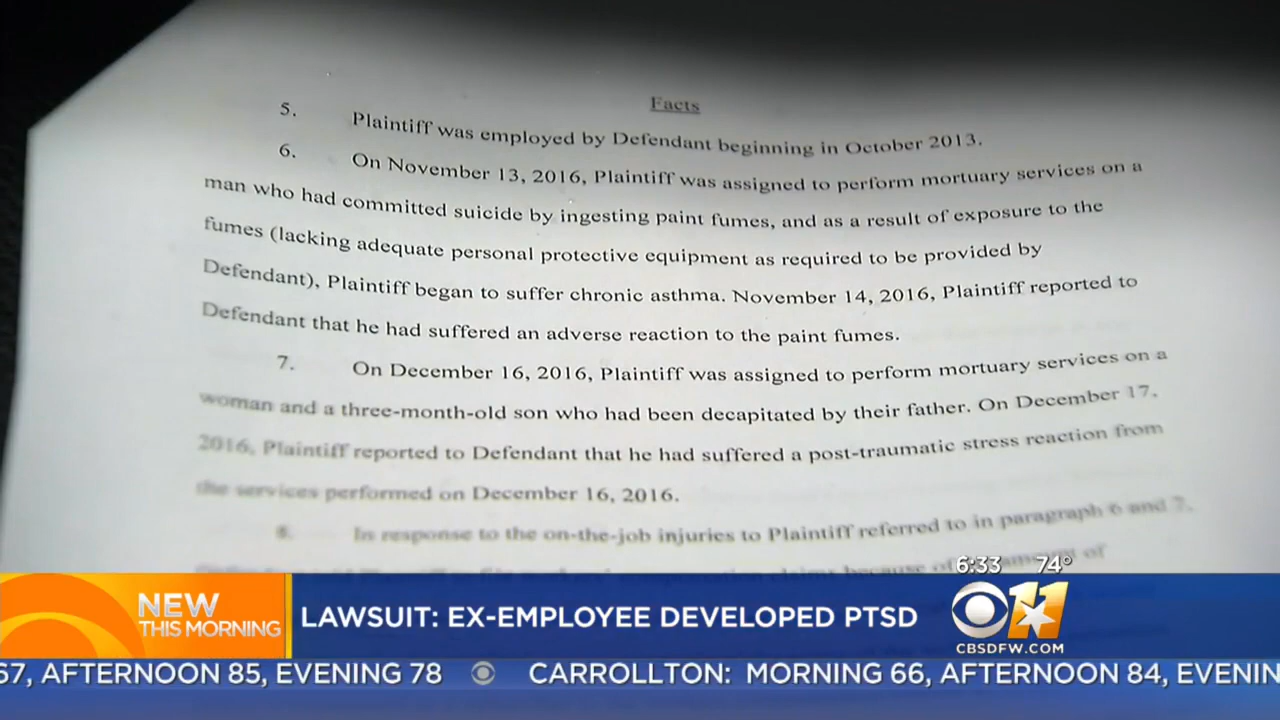 Facts
5. Plaintiff was employed by Defendant beginning in October 2013.
6. On November 13, 2016, Plaintiff was assigned to perform mortuary services on a
man who had committed suicide by ingesting paint fumes, and as a result of exposure to the
fumes (lacking adequate personal protective equipment as required to be provided by
Defendant), Plaintiff began to suffer chronic asthma. November 14, 2016, Plaintiff reported to
Defendant that he had suffered an adverse reaction to the paint fumes.
7. On December 16, 2016, Plaintiff was assigned to perform mortuary services on a
woman and a three-month-old son who had been decapitated by their father. On December 17,
2016, Plaintiff reported to Defendant that he had suffered a post-traumatic stress reaction from
the services performed on December 16, 2016.
8. In response to the on-the-job injuries to Plaintiff referred to in paragraph 6 and 7,
claims because of
6:33 74°
NEW
THIS MORNING
LAWSUIT: EX-EMPLOYEE DEVELOPED PTSD
11
CBSDFW.COM
67, AFTERNOON 85, EVENING 78 CARROLLTON: MORNING 66, AFTERNOON 84, EVENIN